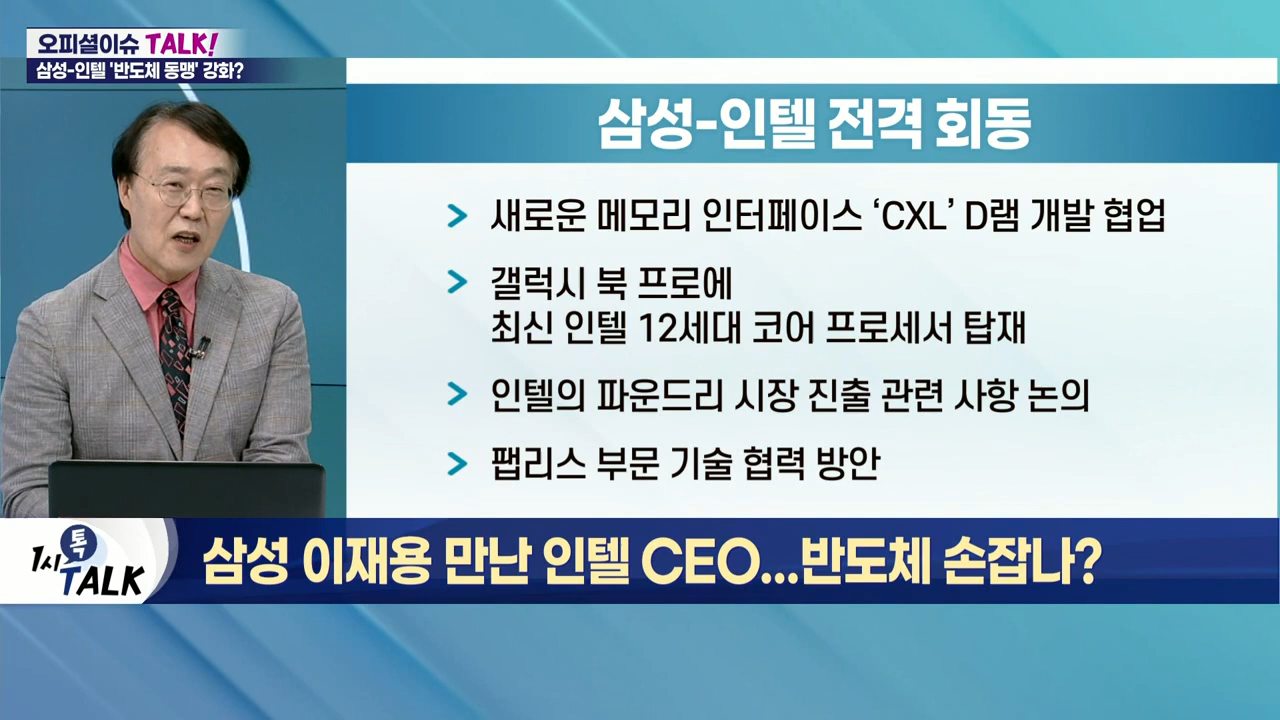 오피셜이슈 TALK!
삼성-인텔 '반도체 동맹' 강화?
삼성-인텔 전격 회동
새로운 메모리 인터페이스 ‘CXL’ D램 개발 협업
갤럭시 북 프로에
최신 인텔 12세대 코어 프로세서 탑재
인텔의 파운드리 시장 진출 관련 사항 논의
팹리스 부문 기술 협력 방안
1시 톡 TALK
삼성 이재용 만난 인텔 CEO...반도체 손잡나?